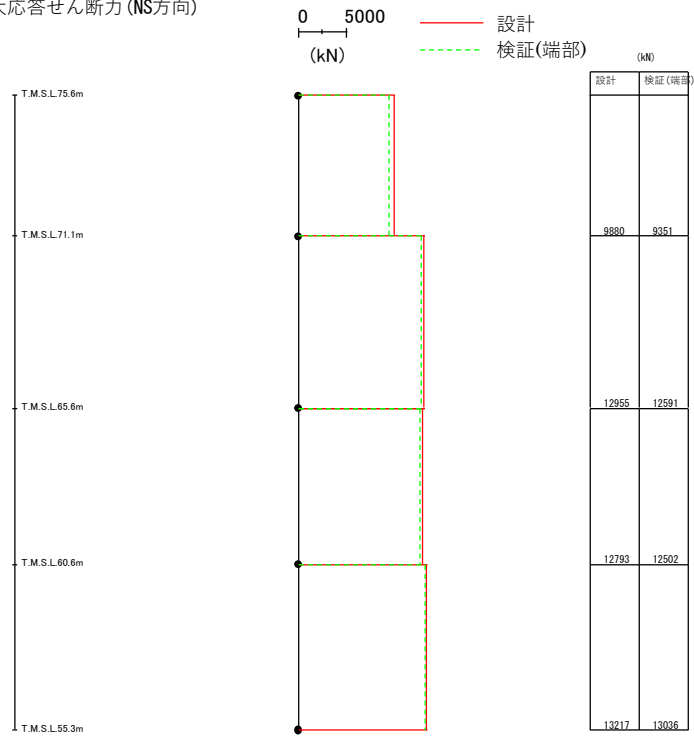 大応答せん断力(NS方向)
0 5000
(kN)
設計
検証(端部)
(kN)
設計 検証(端部)
T.M.S.L.75.6m
T.M.S.L.71.1m
9880 9351
T.M.S.L.65.6m
12955 12591
T.M.S.L.60.6m
12793 12502
T.M.S.L.55.3m
13217 13036